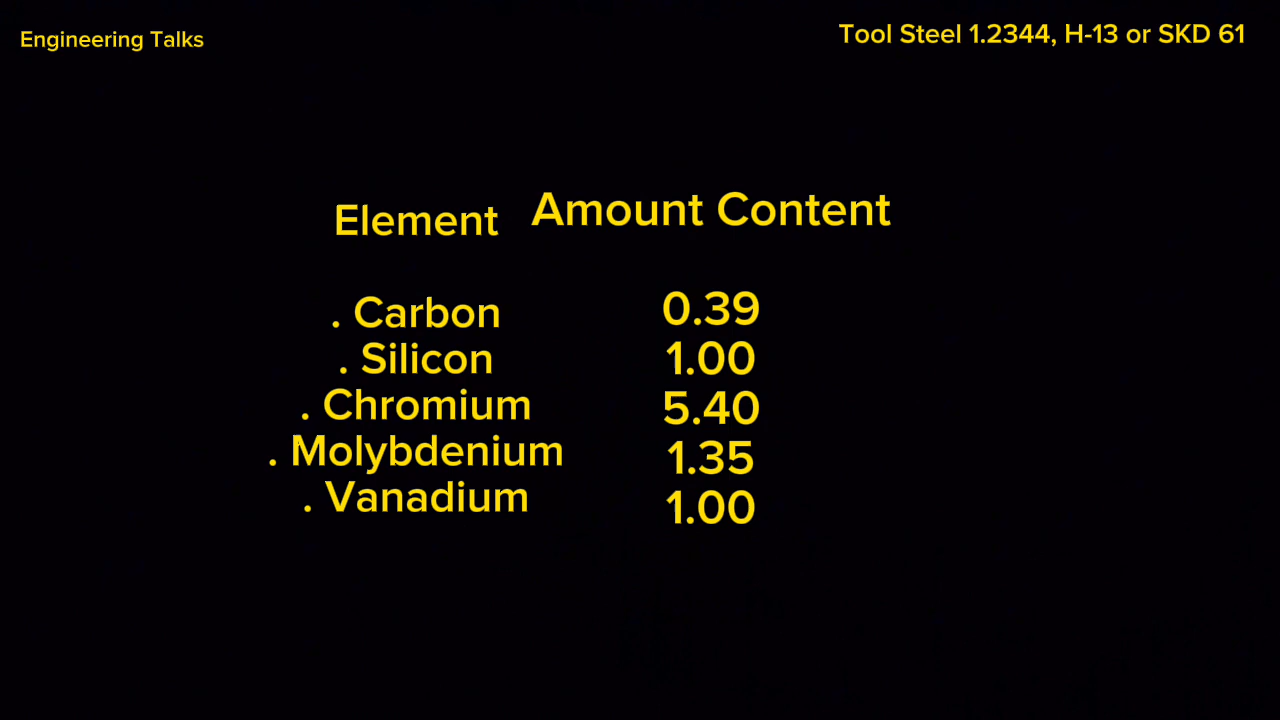 Engineering Talks
Tool Steel 1.2344, H-13 or SKD 61
Element Amount Content
. Carbon 0.39
. Silicon 1.00
. Chromium 5.40
. Molybdenium 1.35
. Vanadium 1.00